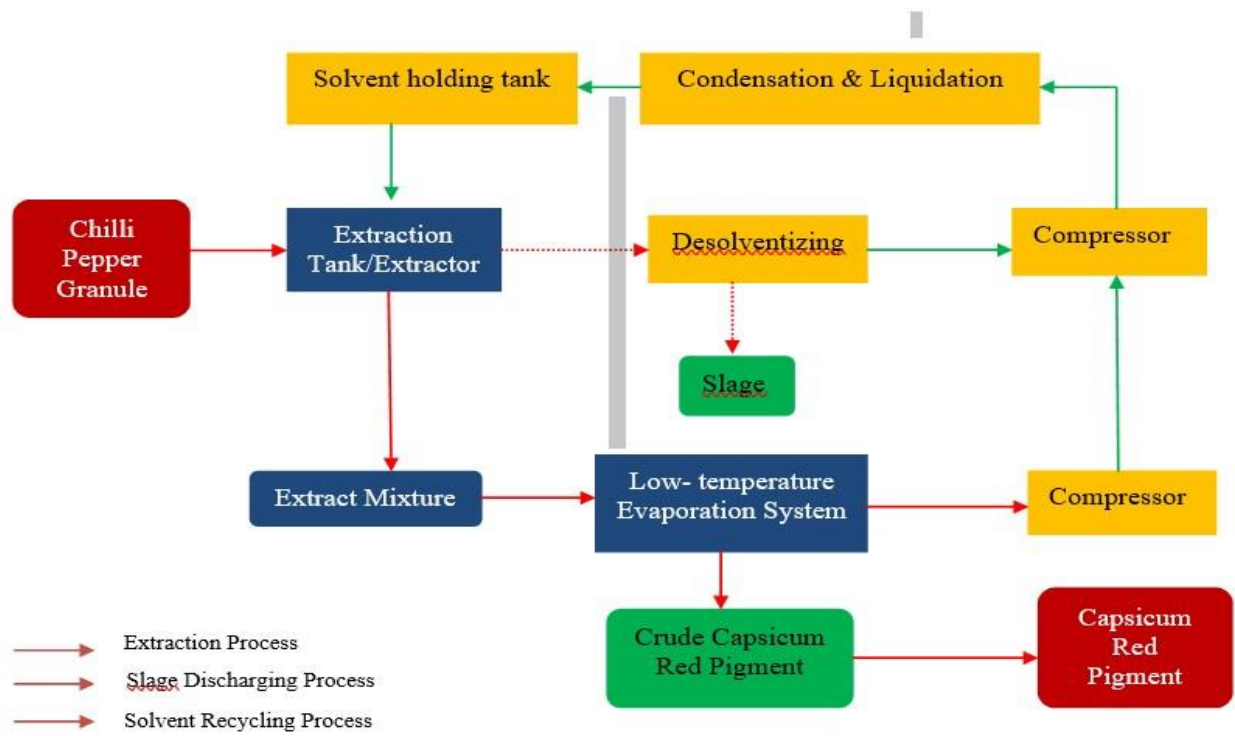 Solvent holding tank
Condensation & Liquidation
Chilli
Pepper
Granule
Extraction
Tank/Extractor
Desolventizing
Compressor
Slage
Extract Mixture
Low- temperature
Evaporation System
Compressor
Crude Capsicum
Red Pigment
Capsicum
Red
Pigment
Extraction Process
Slage Discharging Process
Solvent Recycling Process